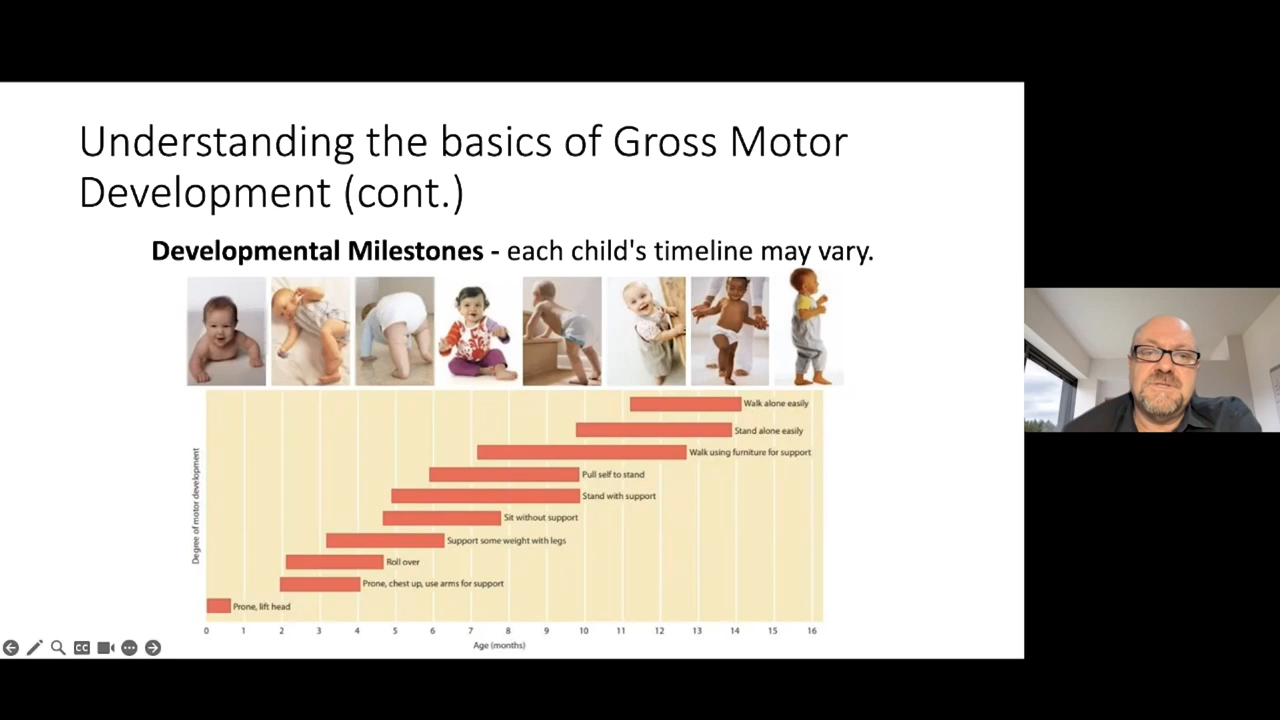 Understanding the basics of Gross Motor
Development (cont.)
Developmental Milestones - each child's timeline may vary.
Walk alone easily
Stand alone easily
Walk using furniture for support
Pull self to stand
Stand with support
Sit without support
Support some weight with legs
Roll over
Prone, chest up, use arms for support
Prone, lift head
Degree of motor development
0 1 2 3 4 5 6 7 8 9 10 11 12 13 14 15 16
Age (months)
CC